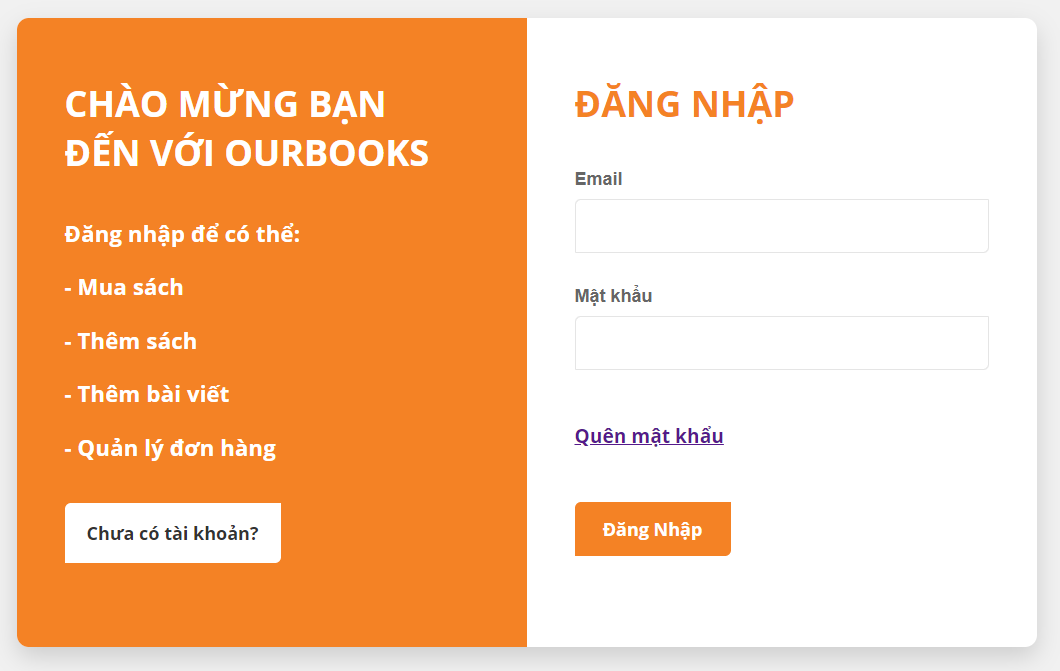 CHÀO MỪNG BẠN
ĐẾN VỚI OURBOOKS
Đăng nhập để có thể:
- Mua sách
- Thêm sách
- Thêm bài viết
- Quản lý đơn hàng
Chưa có tài khoản?
ĐĂNG NHẬP
Email
Mật khẩu
Quên mật khẩu
Đăng Nhập